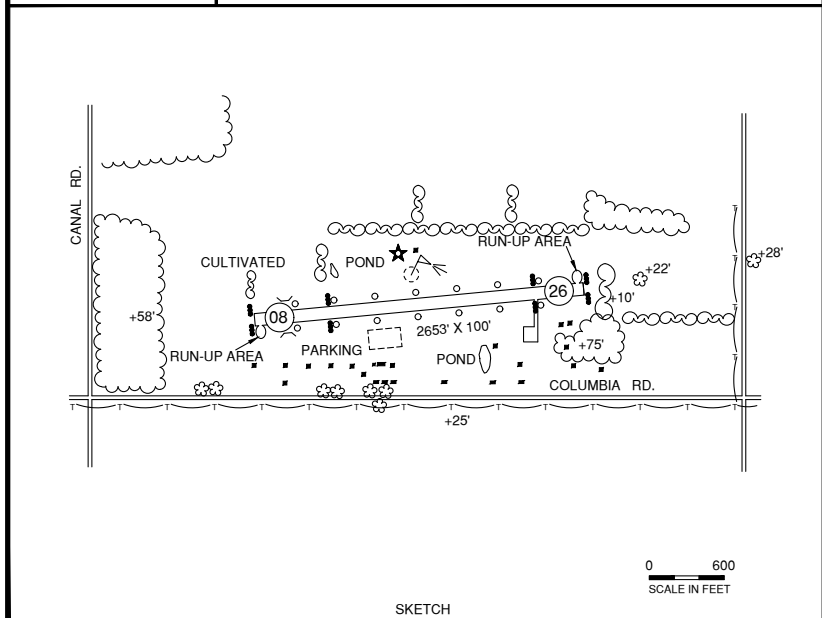 CANAL RD.
CULTIVATED
POND
RUN-UP AREA
+28'
+22'
+10'
26
08
+58'
2653' X 100'
RUN-UP AREA
PARKING
POND
+75'
COLUMBIA RD.
T T T T T T T T T T T T T T T T T
T
T
T
T
+25'
0 600
SCALE IN FEET
SKETCH